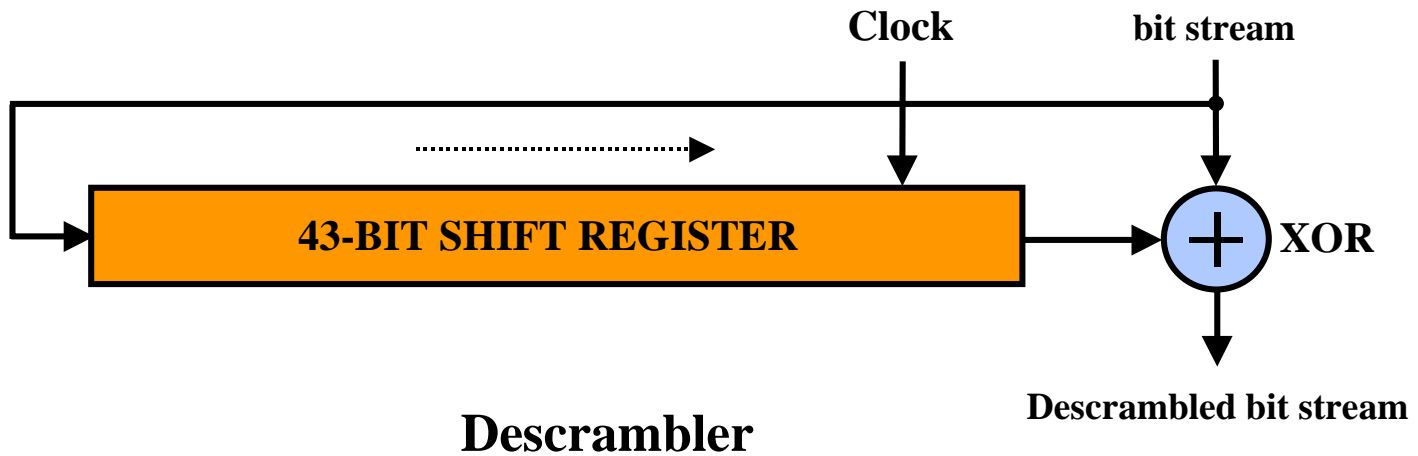 Clock
bit stream
43-BIT SHIFT REGISTER
XOR
Descrambled bit stream
Descrambler